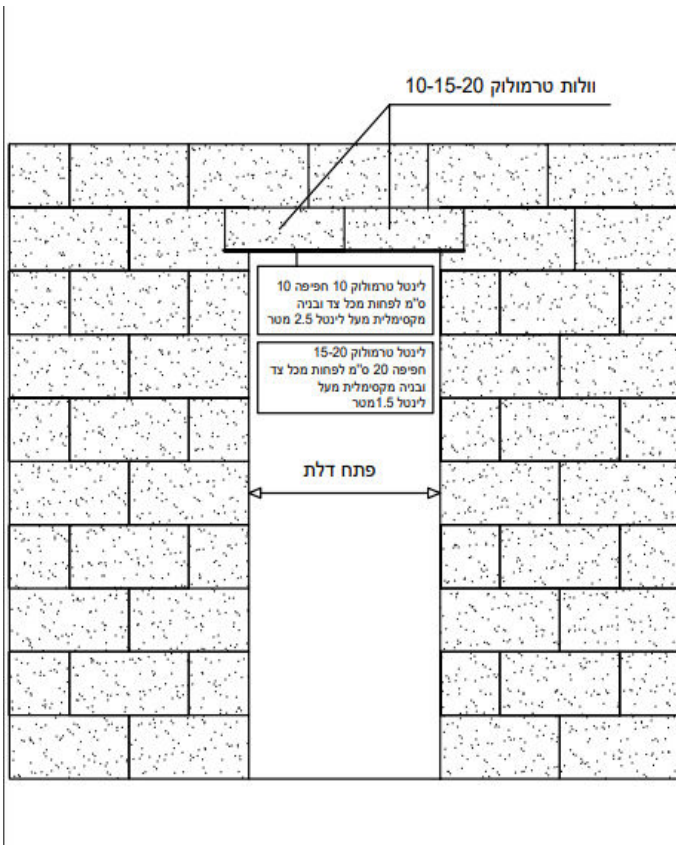 וולות טרמולוק 10-15-20
לינטל טרמולוק 10 חפיפה 10
ס"מ לפחות מכל צד ובניה
מקסימלית מעל לינטל 2.5 מטר
לינטל טרמולוק 15-20
חפיפה 20 ס"מ לפחות מכל צד
ובניה מקסימלית מעל
לינטל 1.5מטר
פתח דלת